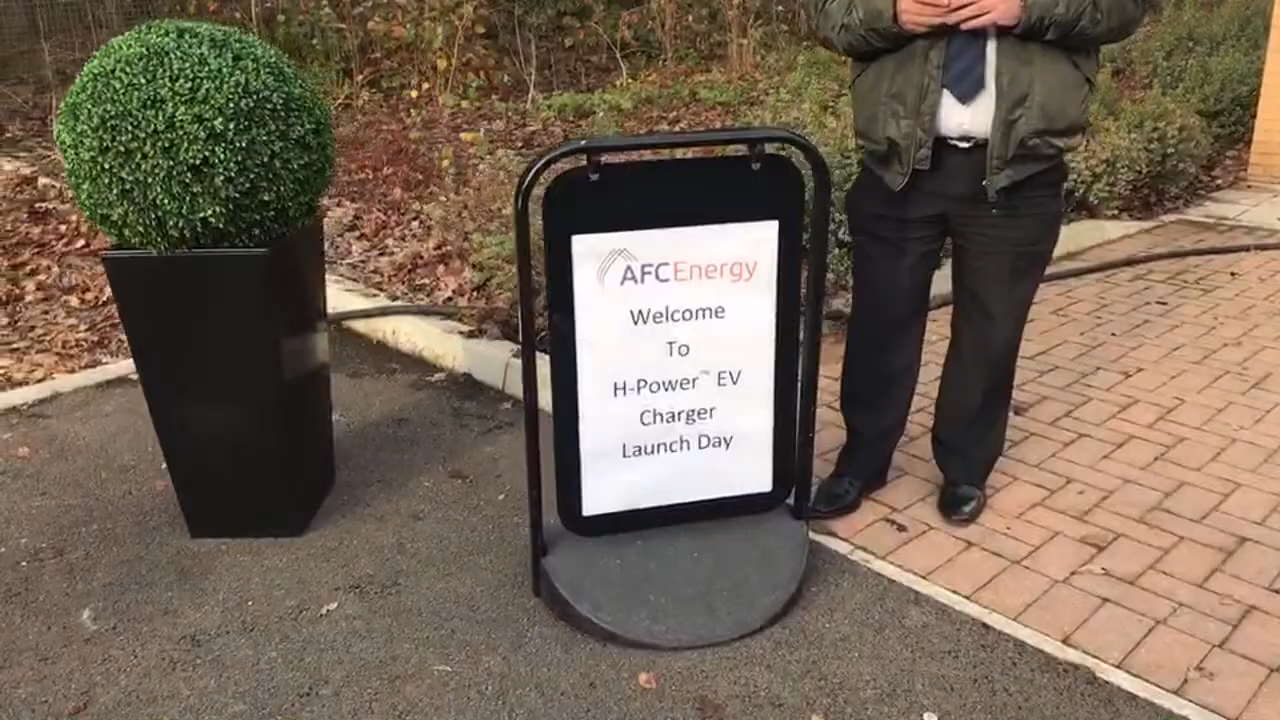 AFCEnergy
Welcome
To
H-Power™ EV
Charger
Launch Day